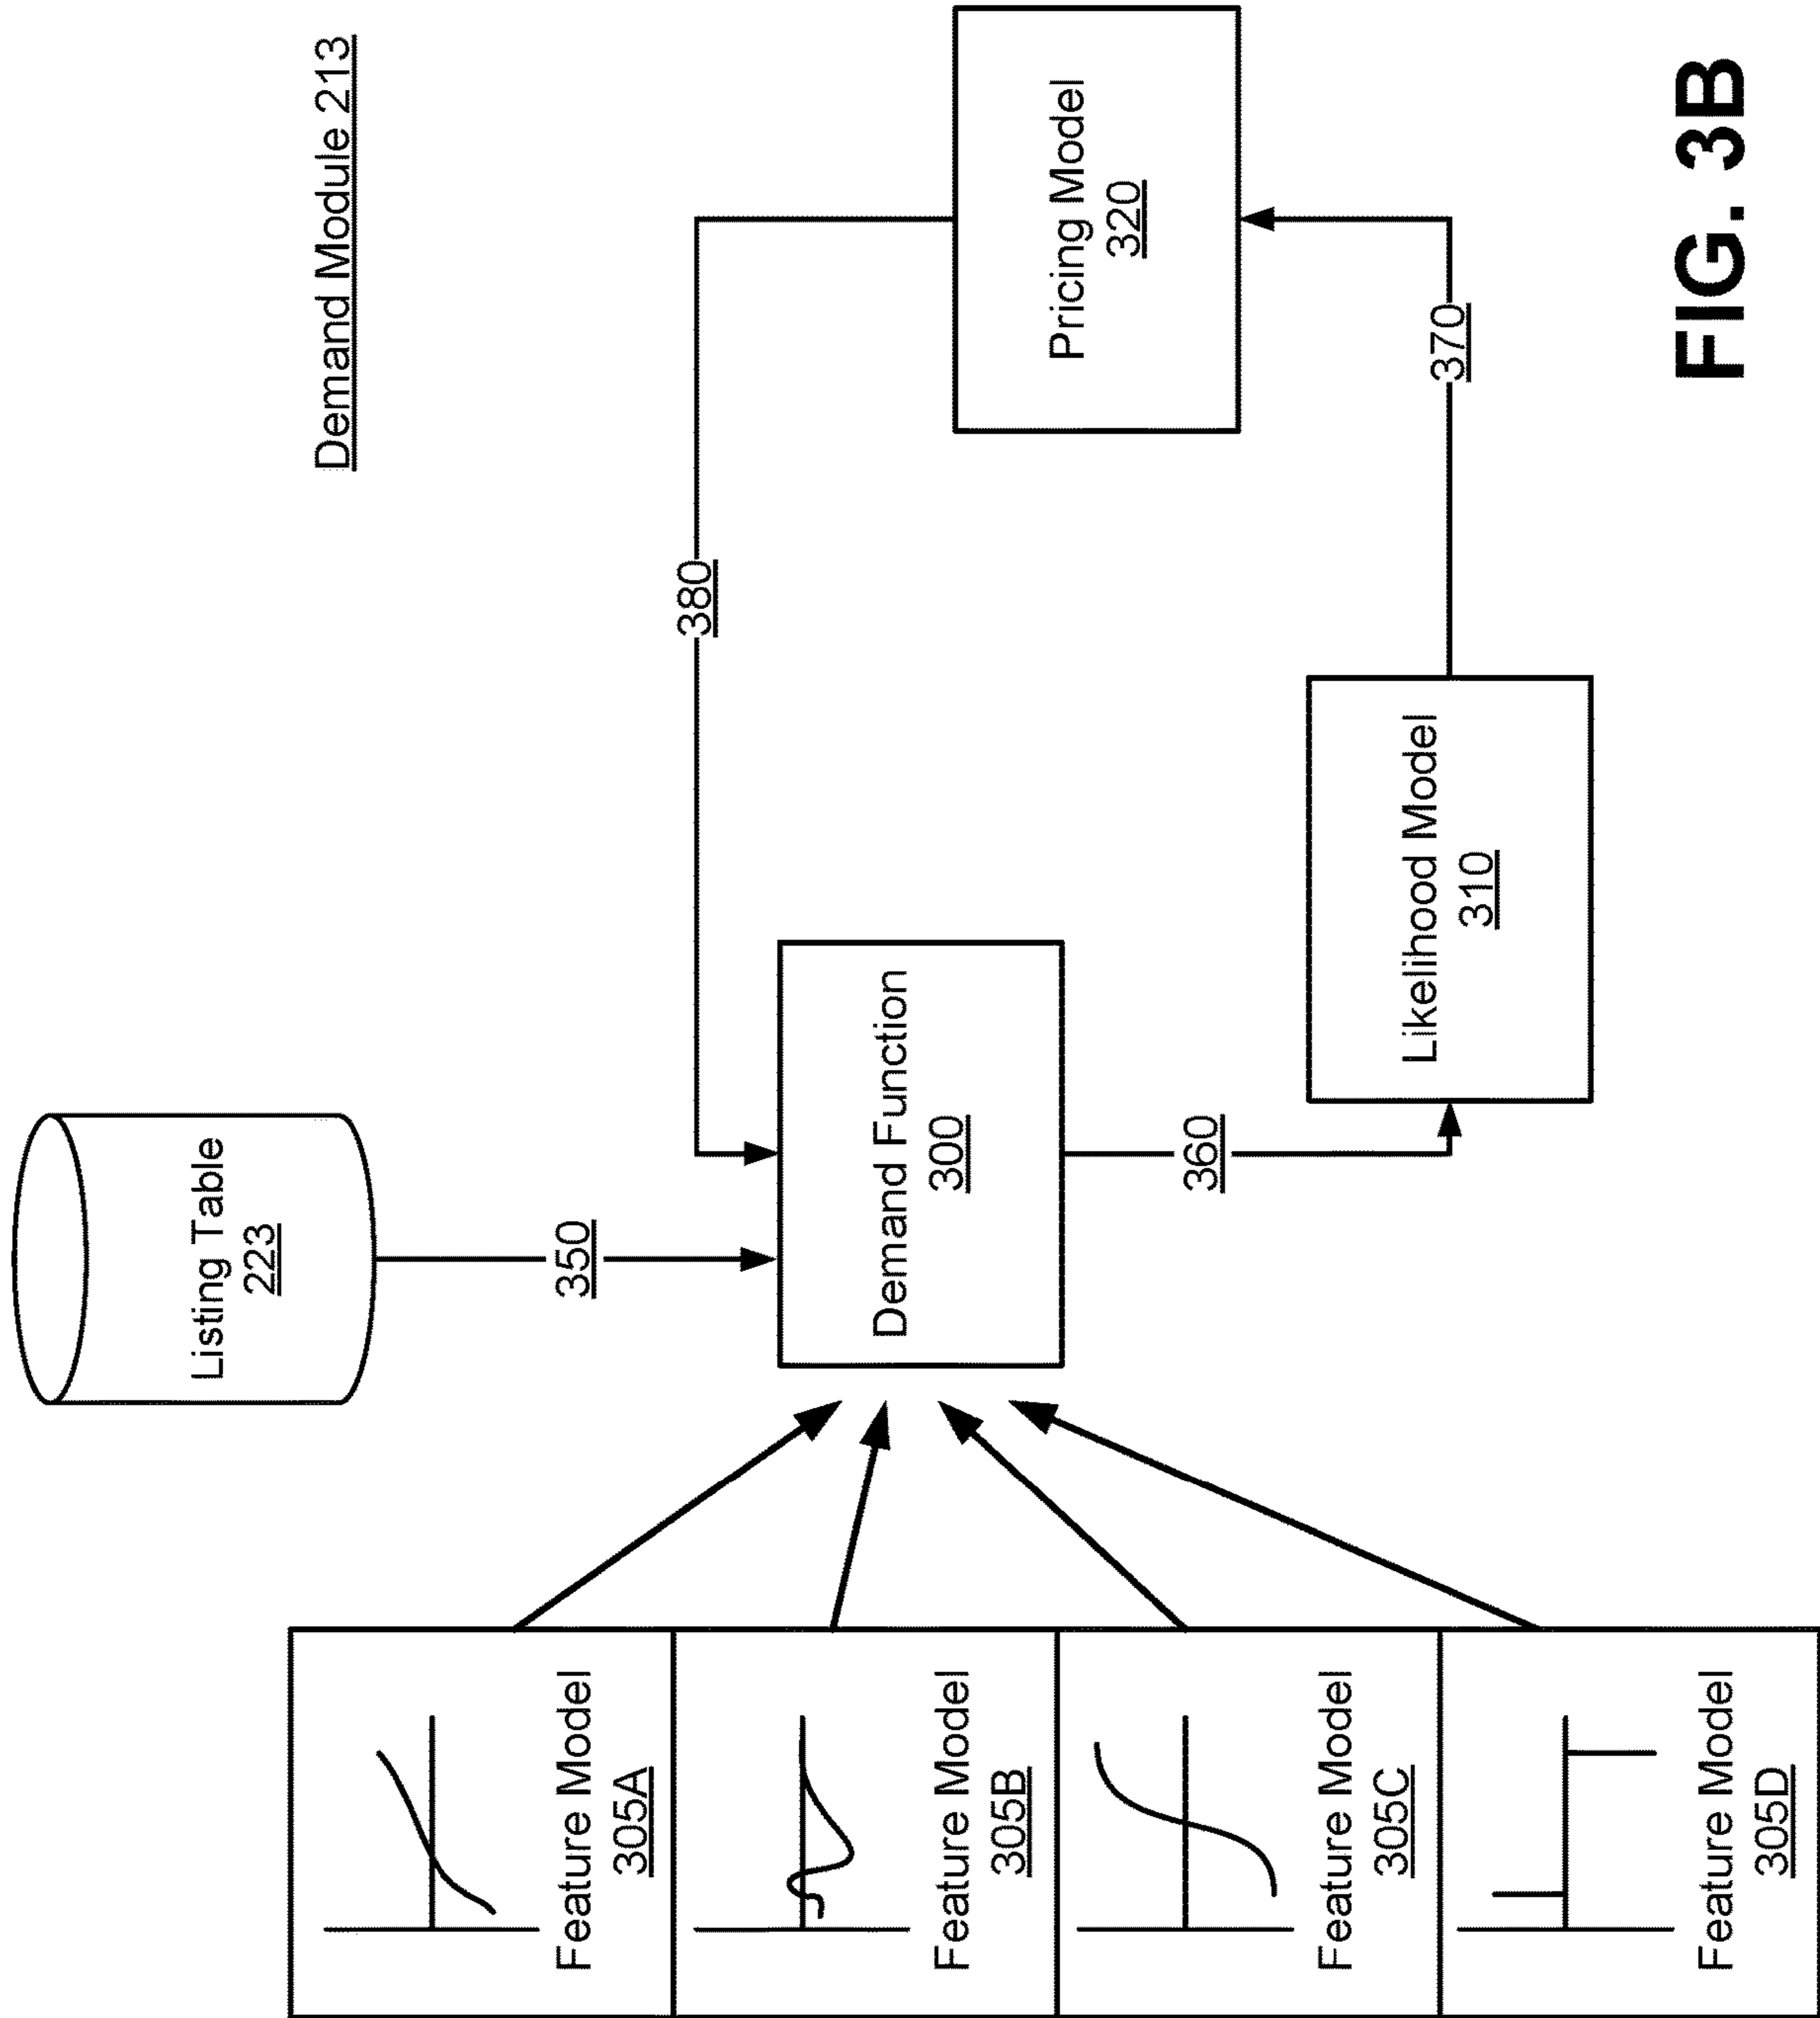 Demand Module 213
Listing Table
223
350
380
Feature Model
305A
Feature Model
305B
Feature Model
305C
Feature Model
305D
Demand Function
300
Pricing Model
320
360
370
Likelihood Model
310
FIG. 3B